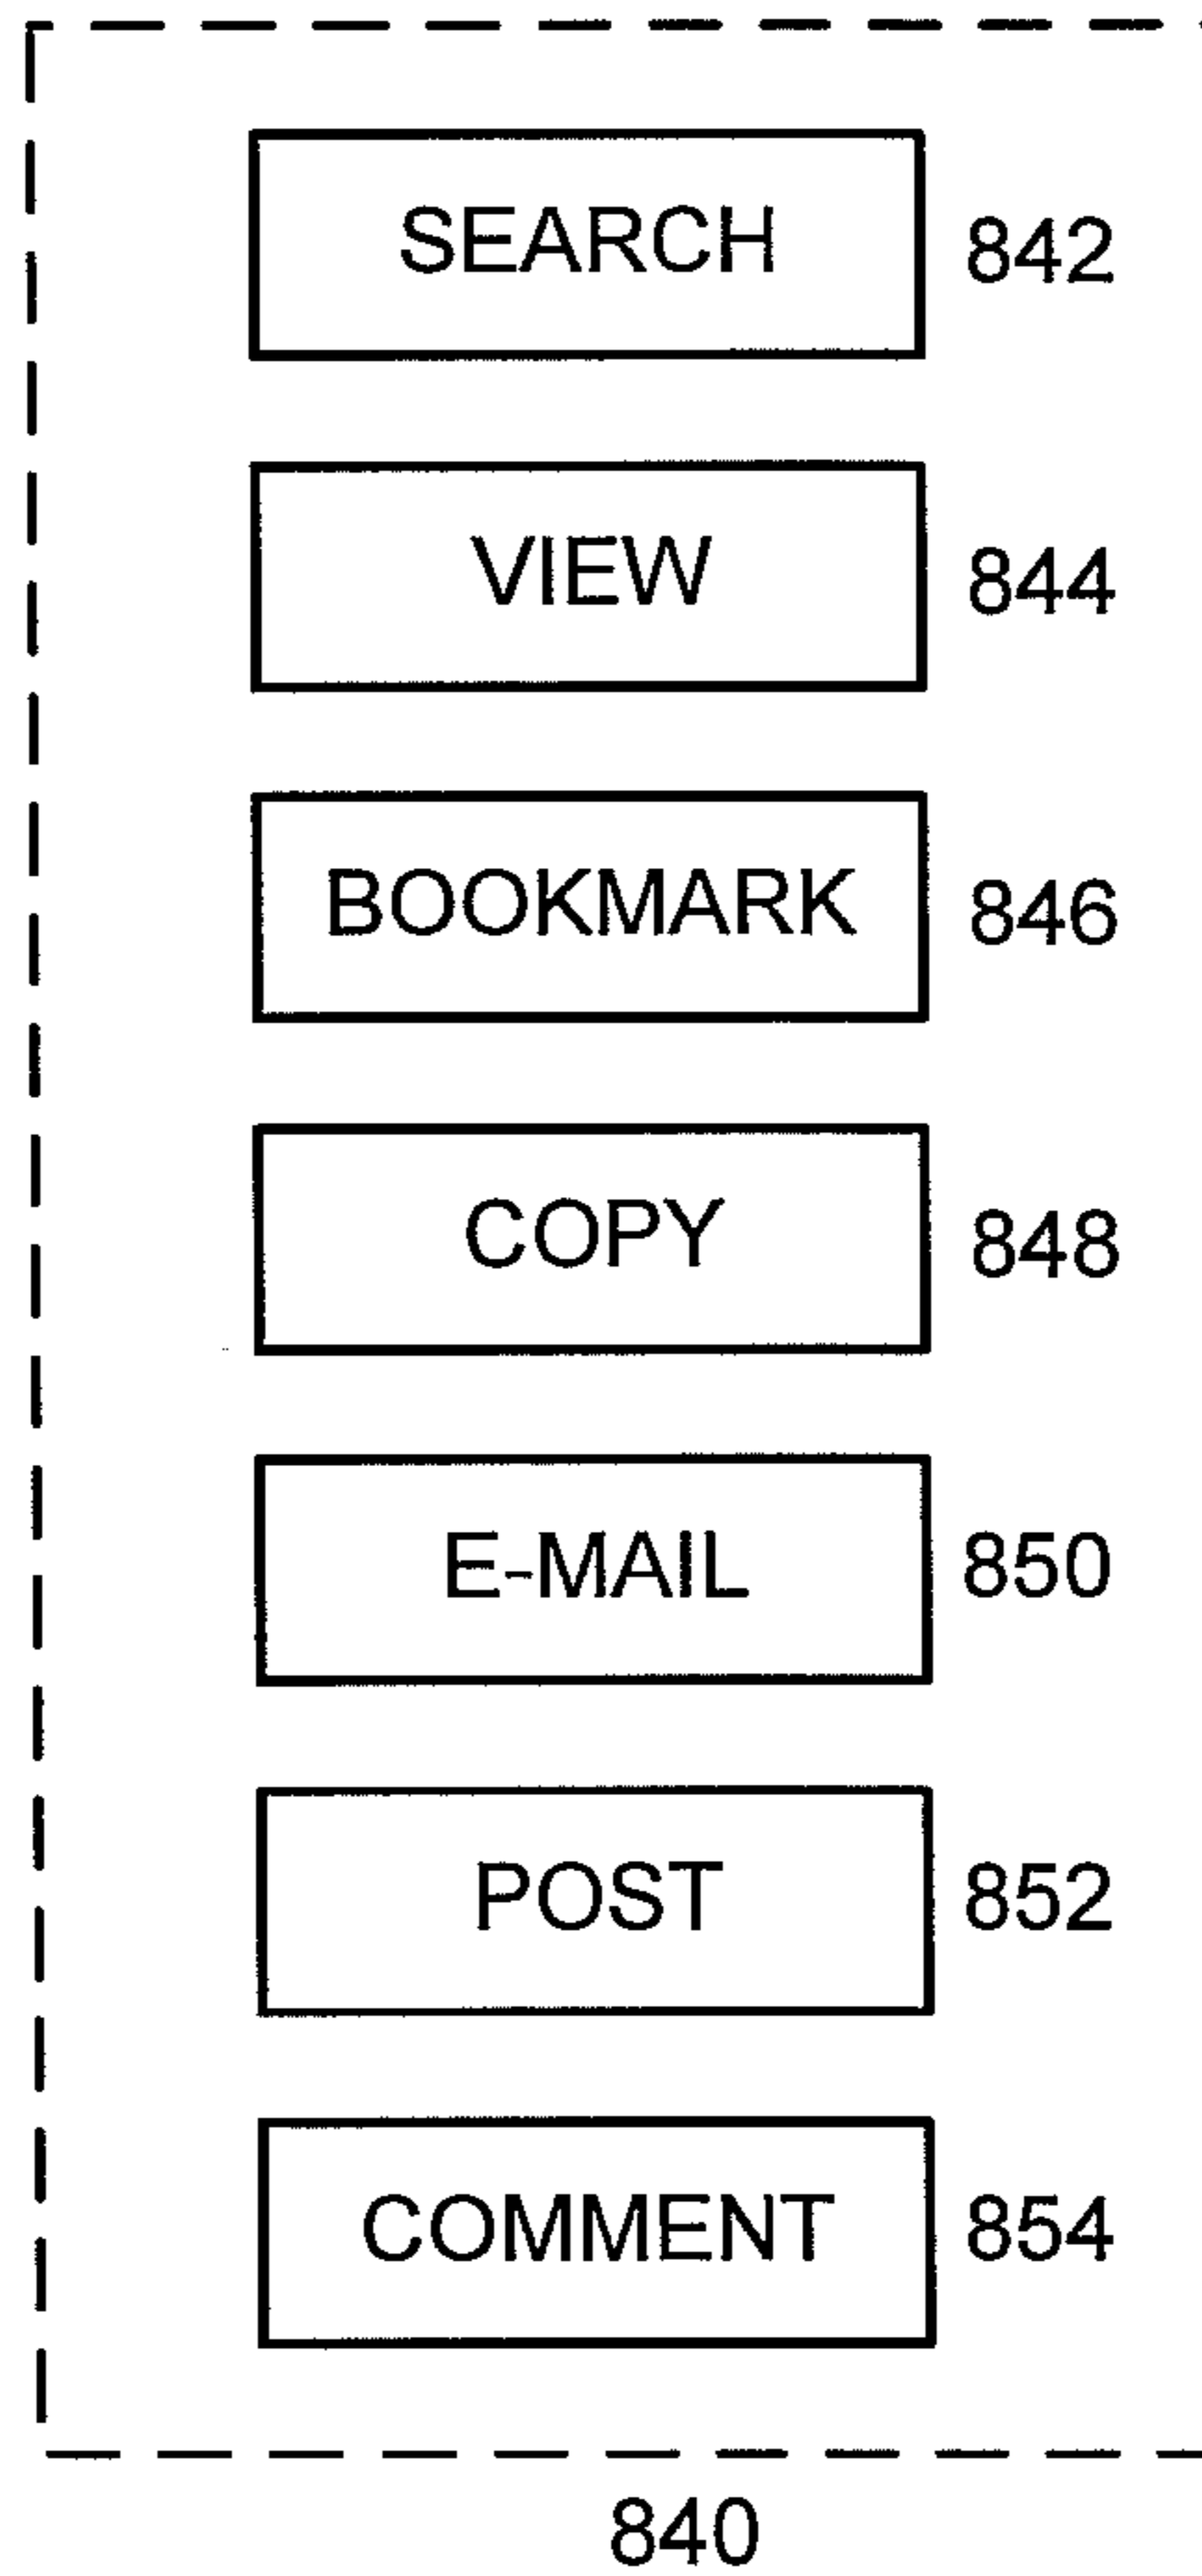 SEARCH 842
VIEW 844
BOOKMARK 846
COPY 848
E-MAIL 850
POST 852
COMMENT 854
840